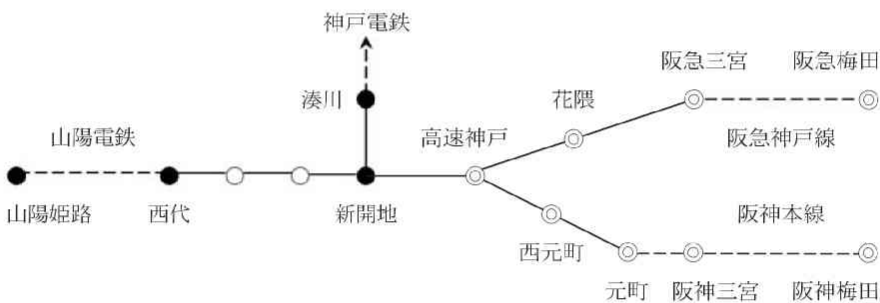 神戸電鉄
阪急三宮
阪急梅田
湊川
花隈
山陽電鉄
高速神戸
阪急神戸線
山陽姫路
西代
新開地
阪神本線
西元町
元町
阪神三宮
阪神梅田